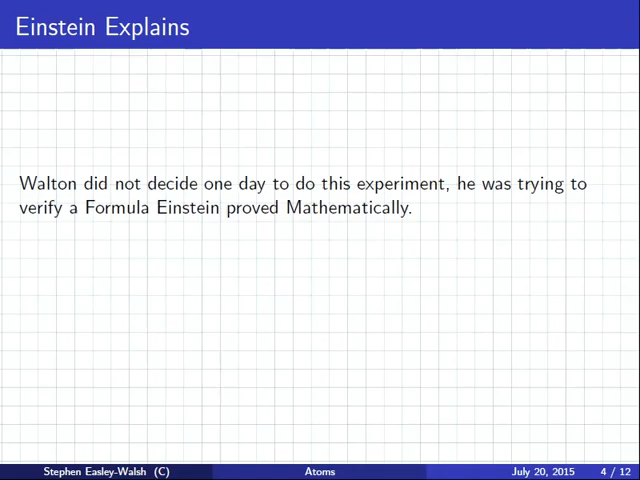 Einstein Explains
Walton did not decide one day to do this experiment, he was trying to
verify a Formula Einstein proved Mathematically.
Stephen Easley-Walsh (C) Atoms July 20, 2015 4 / 12